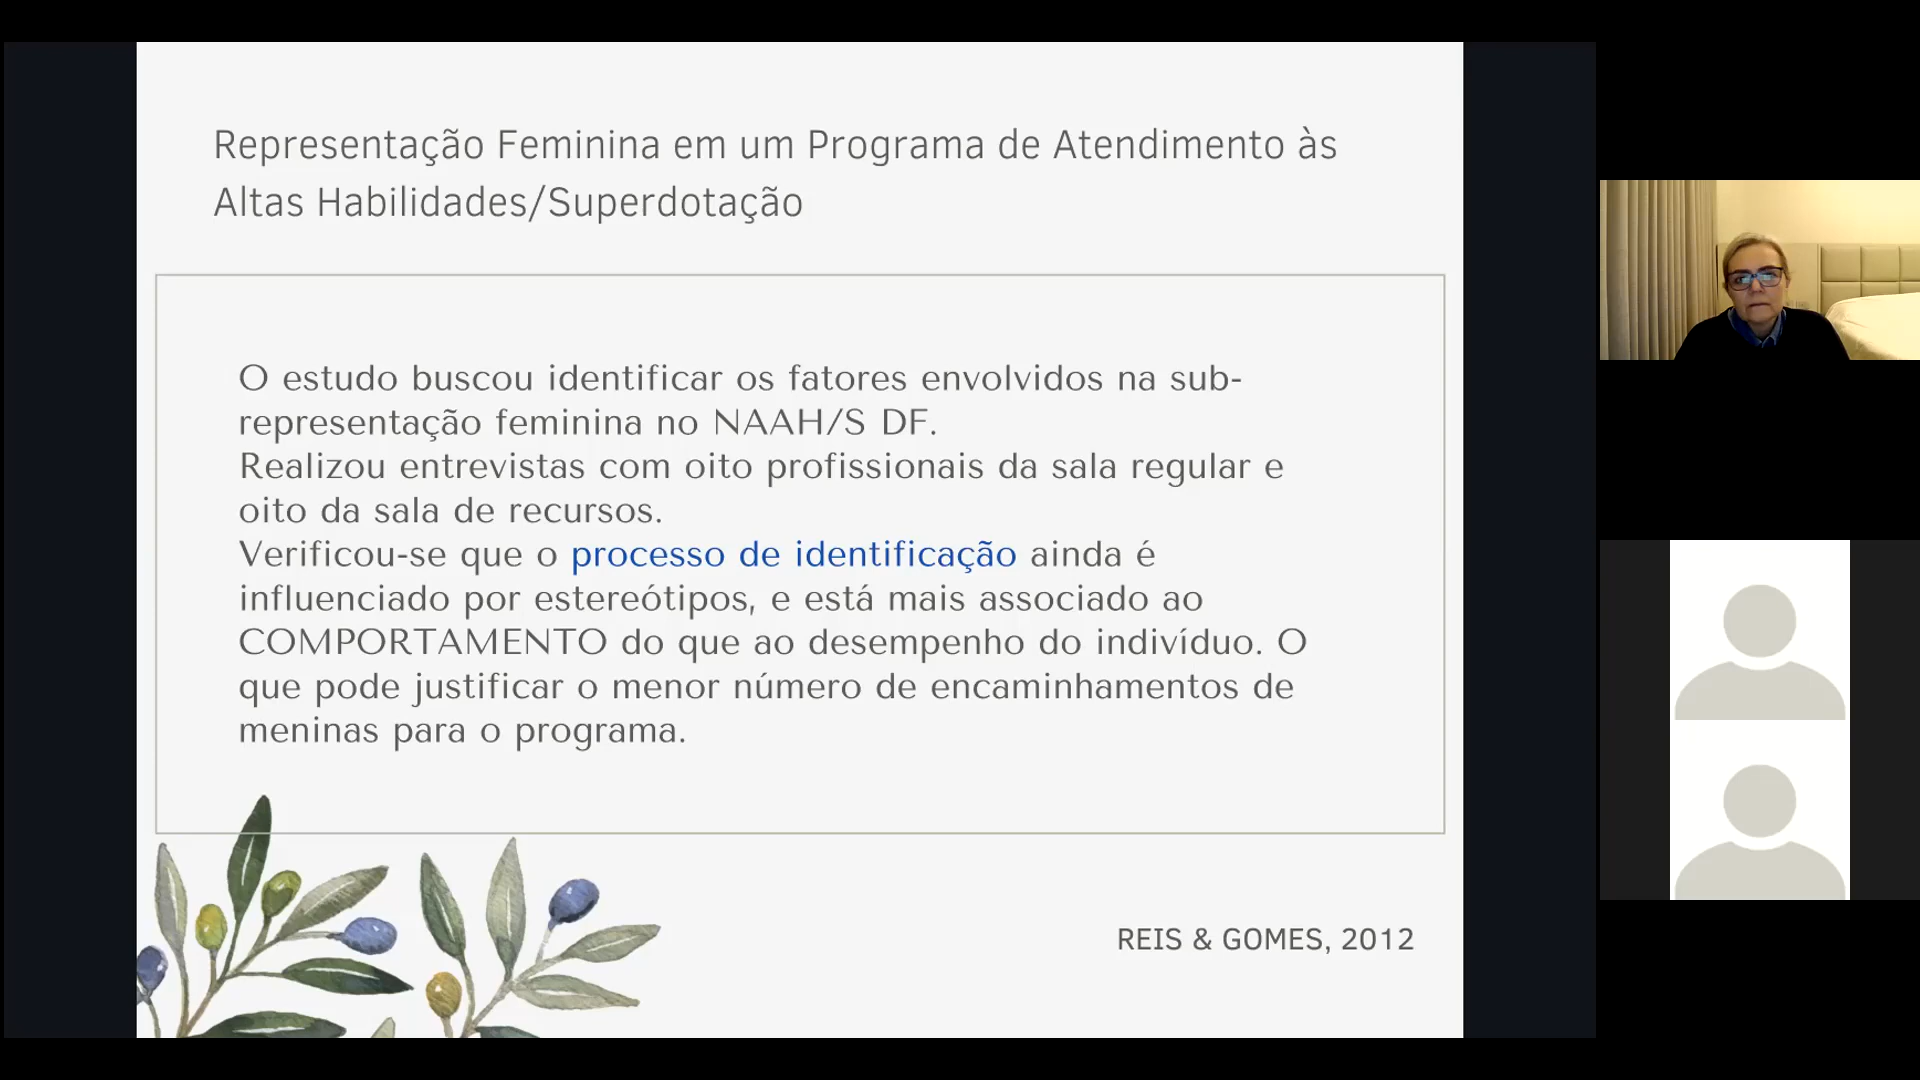 Representação Feminina em um Programa de Atendimento às
Altas Habilidades/Superdotação
O estudo buscou identificar os fatores envolvidos na sub-
representação feminina no NAAH/S DF.
Realizou entrevistas com oito profissionais da sala regular e
oito da sala de recursos.
Verificou-se que o processo de identificação ainda é
influenciado por estereótipos, e está mais associado ao
COMPORTAMENTO do que ao desempenho do indivíduo. O
que pode justificar o menor número de encaminhamentos de
meninas para o programa.
REIS & GOMES, 2012